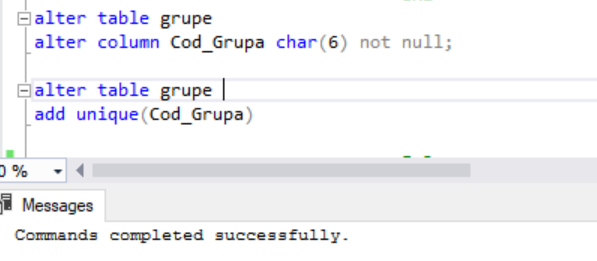 alter table grupe
alter column Cod_Grupa char(6) not null;
alter table grupe
add unique(Cod_Grupa)
0 %
Messages
Commands completed successfully.